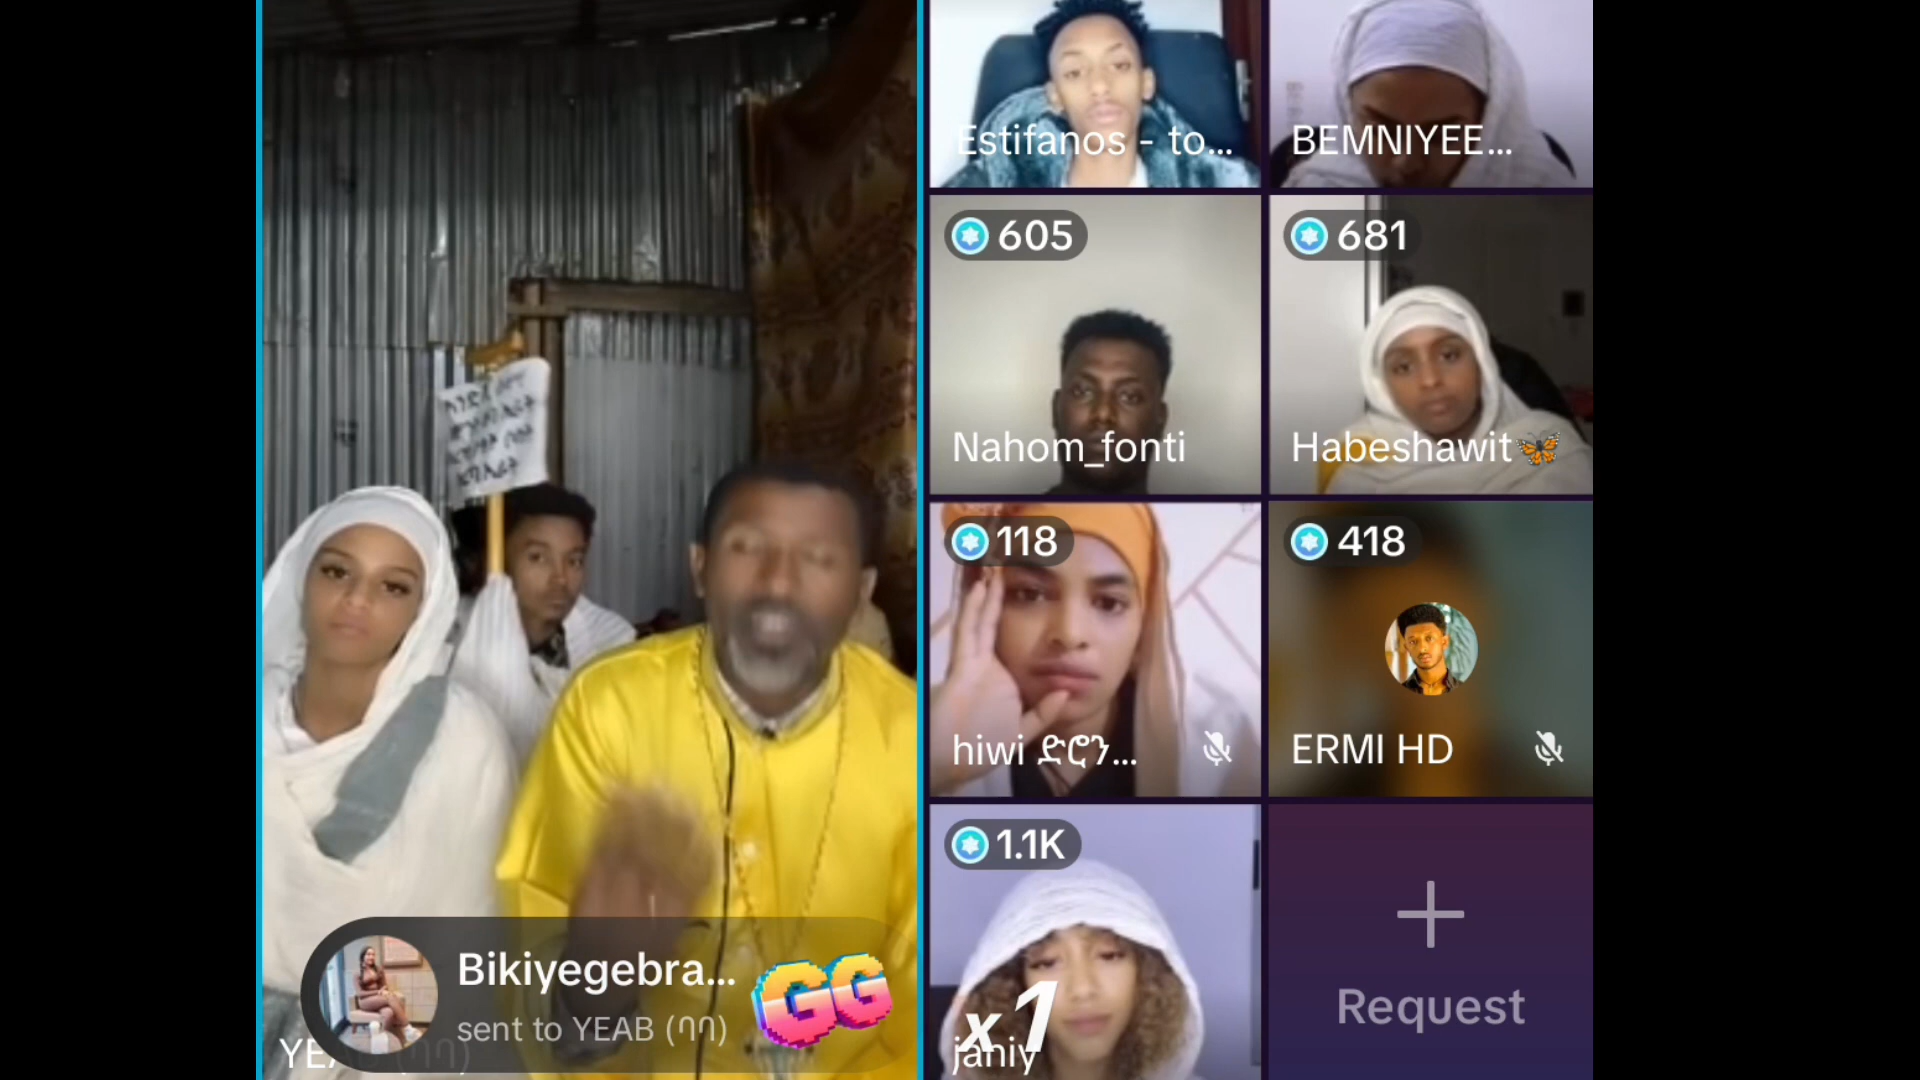 Estifanos - to...
BEMNIYEE...
605
681
Nahom_fonti
Habeshawit🦋
118
418
hiwi ድሮን...
ERMI HD
1.1K
Bikiyegebra...
sent to YEAB (በበ)
GG
x1
janiy
Request